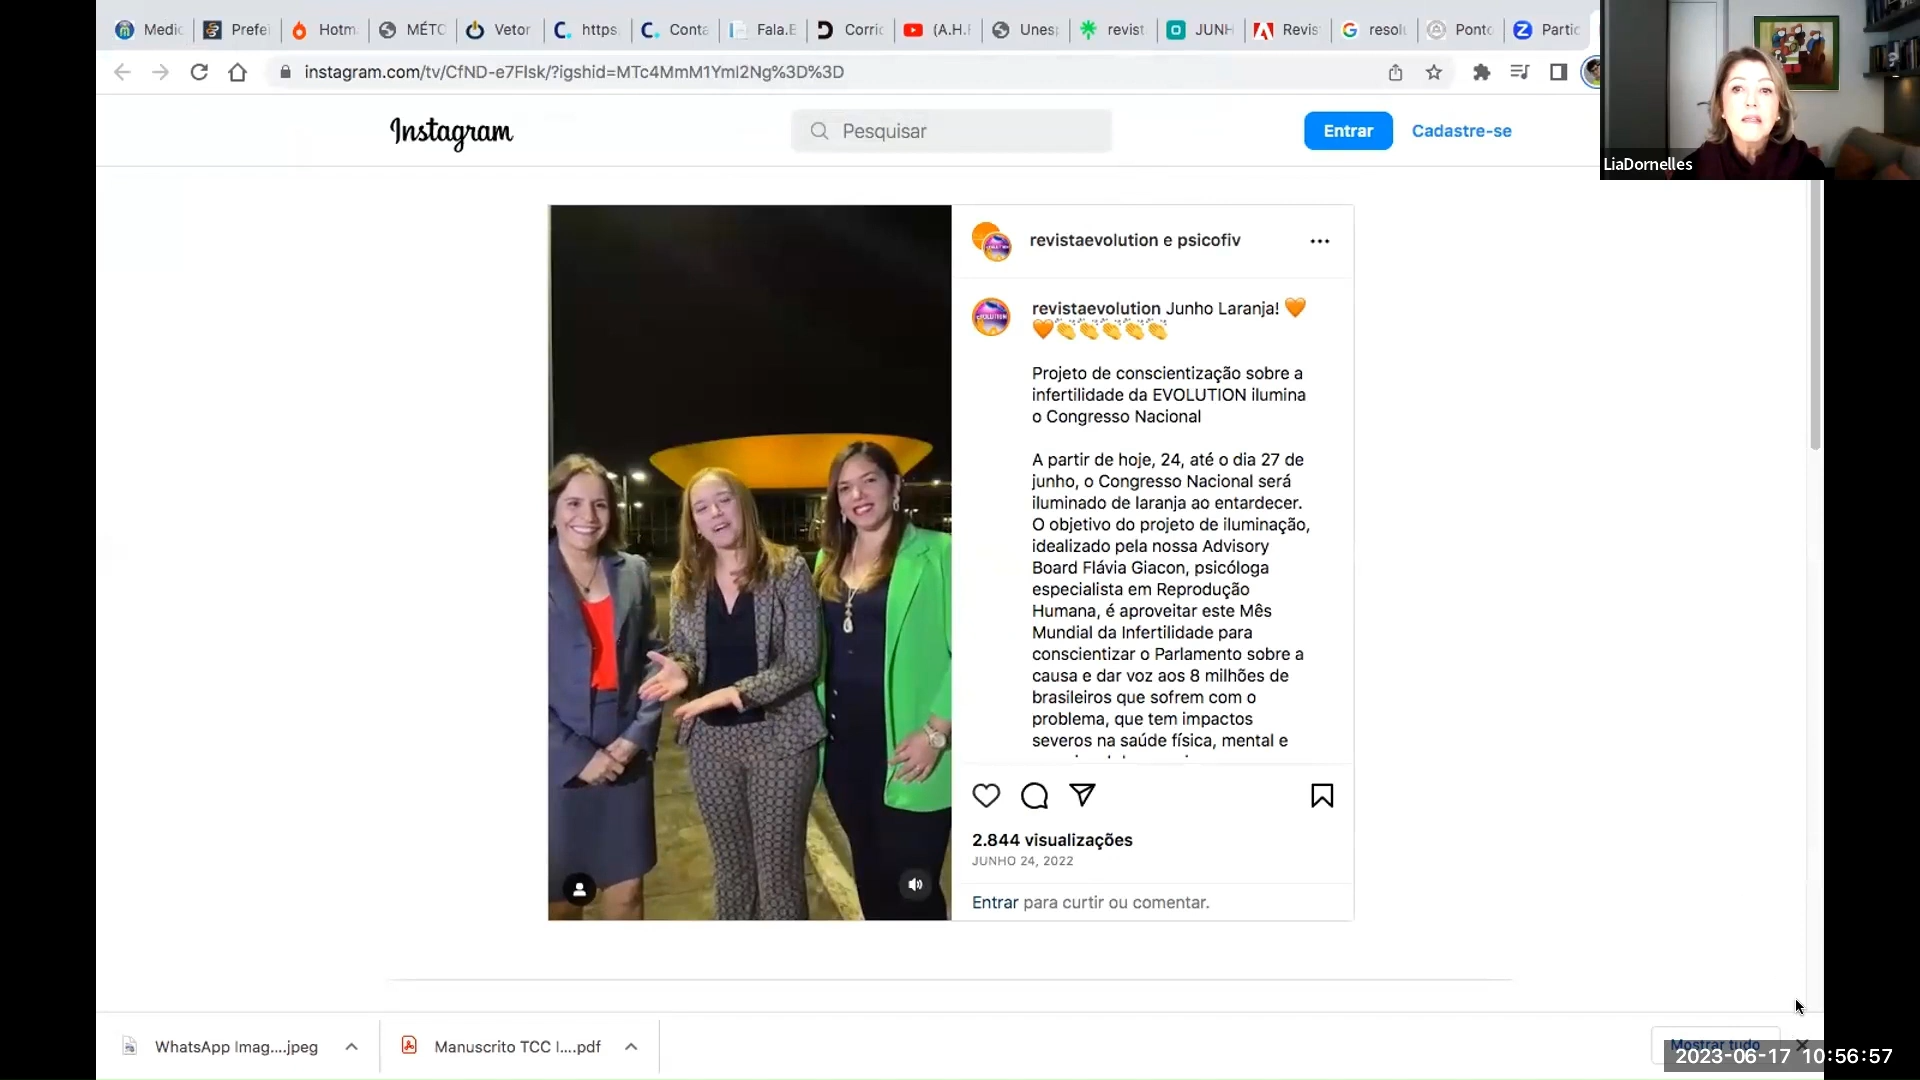 Medic
Prefei
Hotm
MÉTO
Vetor
https
Conta
Fala.B
Corric
(A.H.F
Unes
revist
JUNH
Revis
resolu
Ponto
Partic
instagram.com/tv/CfND-e7FIsk/?igshid=MTc4MmM1YmI2Ng%3D%3D
Instagram
Pesquisar
Entrar
Cadastre-se
LiaDornelles
revistaevolution e psicofiv
revistaevolution Junho Laranja! 🧡
🧡👏👏👏👏👏
Projeto de conscientização sobre a
infertilidade da EVOLUTION ilumina
o Congresso Nacional
A partir de hoje, 24, até o dia 27 de
junho, o Congresso Nacional será
iluminado de laranja ao entardecer.
O objetivo do projeto de iluminação,
idealizado pela nossa Advisory
Board Flávia Giacon, psicóloga
especialista em Reprodução
Humana, é aproveitar este Mês
Mundial da Infertilidade para
conscientizar o Parlamento sobre a
causa e dar voz aos 8 milhões de
brasileiros que sofrem com o
problema, que tem impactos
severos na saúde física, mental e
2.844 visualizações
JUNHO 24, 2022
Entrar para curtir ou comentar.
WhatsApp Imag....jpeg
Manuscrito TCC I....pdf
Mostrar tudo
2023-06-17 10:56:57